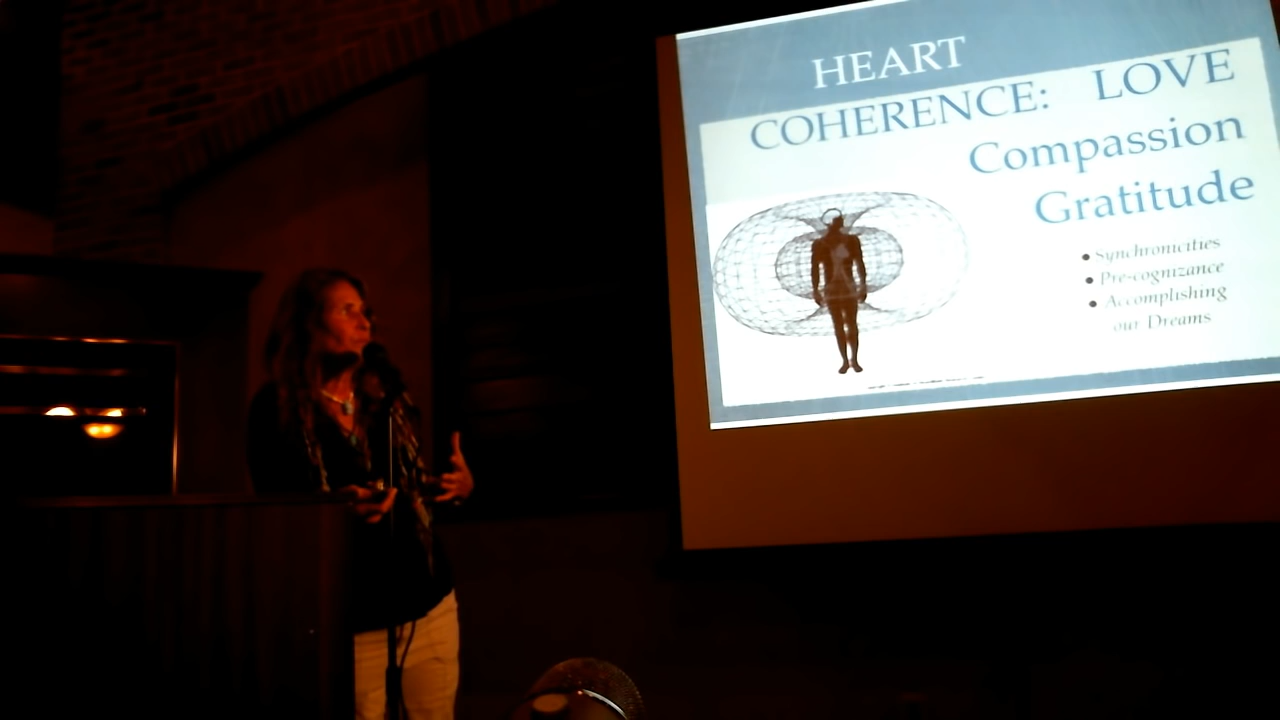 HEART
COHERENCE: LOVE
Compassion
Gratitude
• Synchronicities
• Pre-cognizance
• Accomplishing
our Dreams